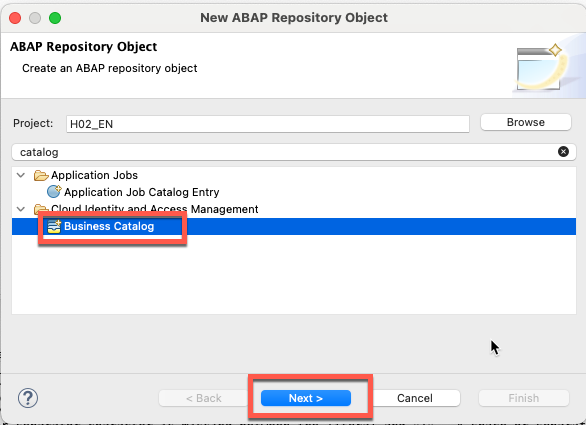 New ABAP Repository Object
ABAP Repository Object
Create an ABAP repository object
Project: H02_EN Browse
catalog
Application Jobs
Application Job Catalog Entry
Cloud Identity and Access Management
Business Catalog
? < Back Next > Cancel Finish